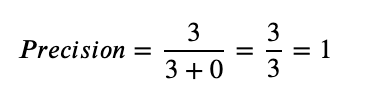 Precision = 3 / (3 + 0) = 3 / 3 = 1